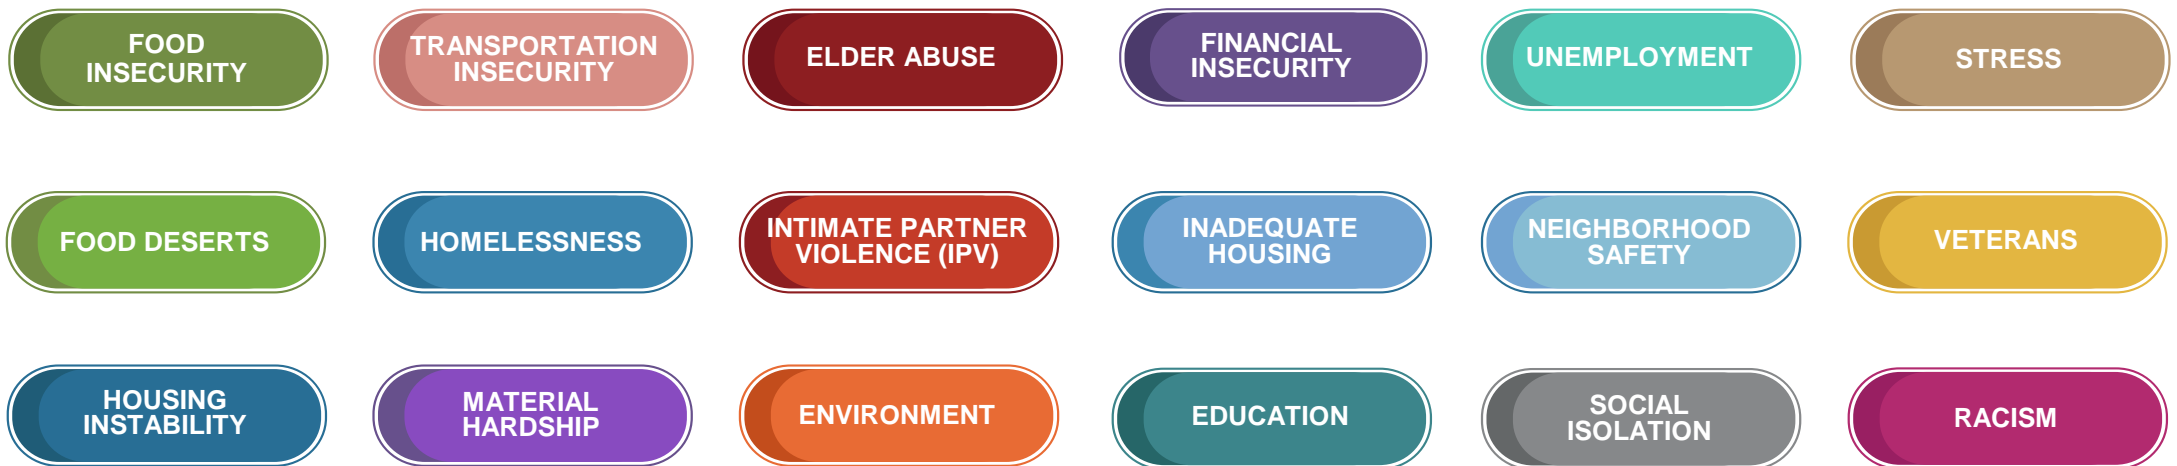 FOOD
INSECURITY
TRANSPORTATION
INSECURITY
ELDER ABUSE
FINANCIAL
INSECURITY
UNEMPLOYMENT
STRESS
FOOD DESERTS
HOMELESSNESS
INTIMATE PARTNER
VIOLENCE (IPV)
INADEQUATE
HOUSING
NEIGHBORHOOD
SAFETY
VETERANS
HOUSING
INSTABILITY
MATERIAL
HARDSHIP
ENVIRONMENT
EDUCATION
SOCIAL
ISOLATION
RACISM